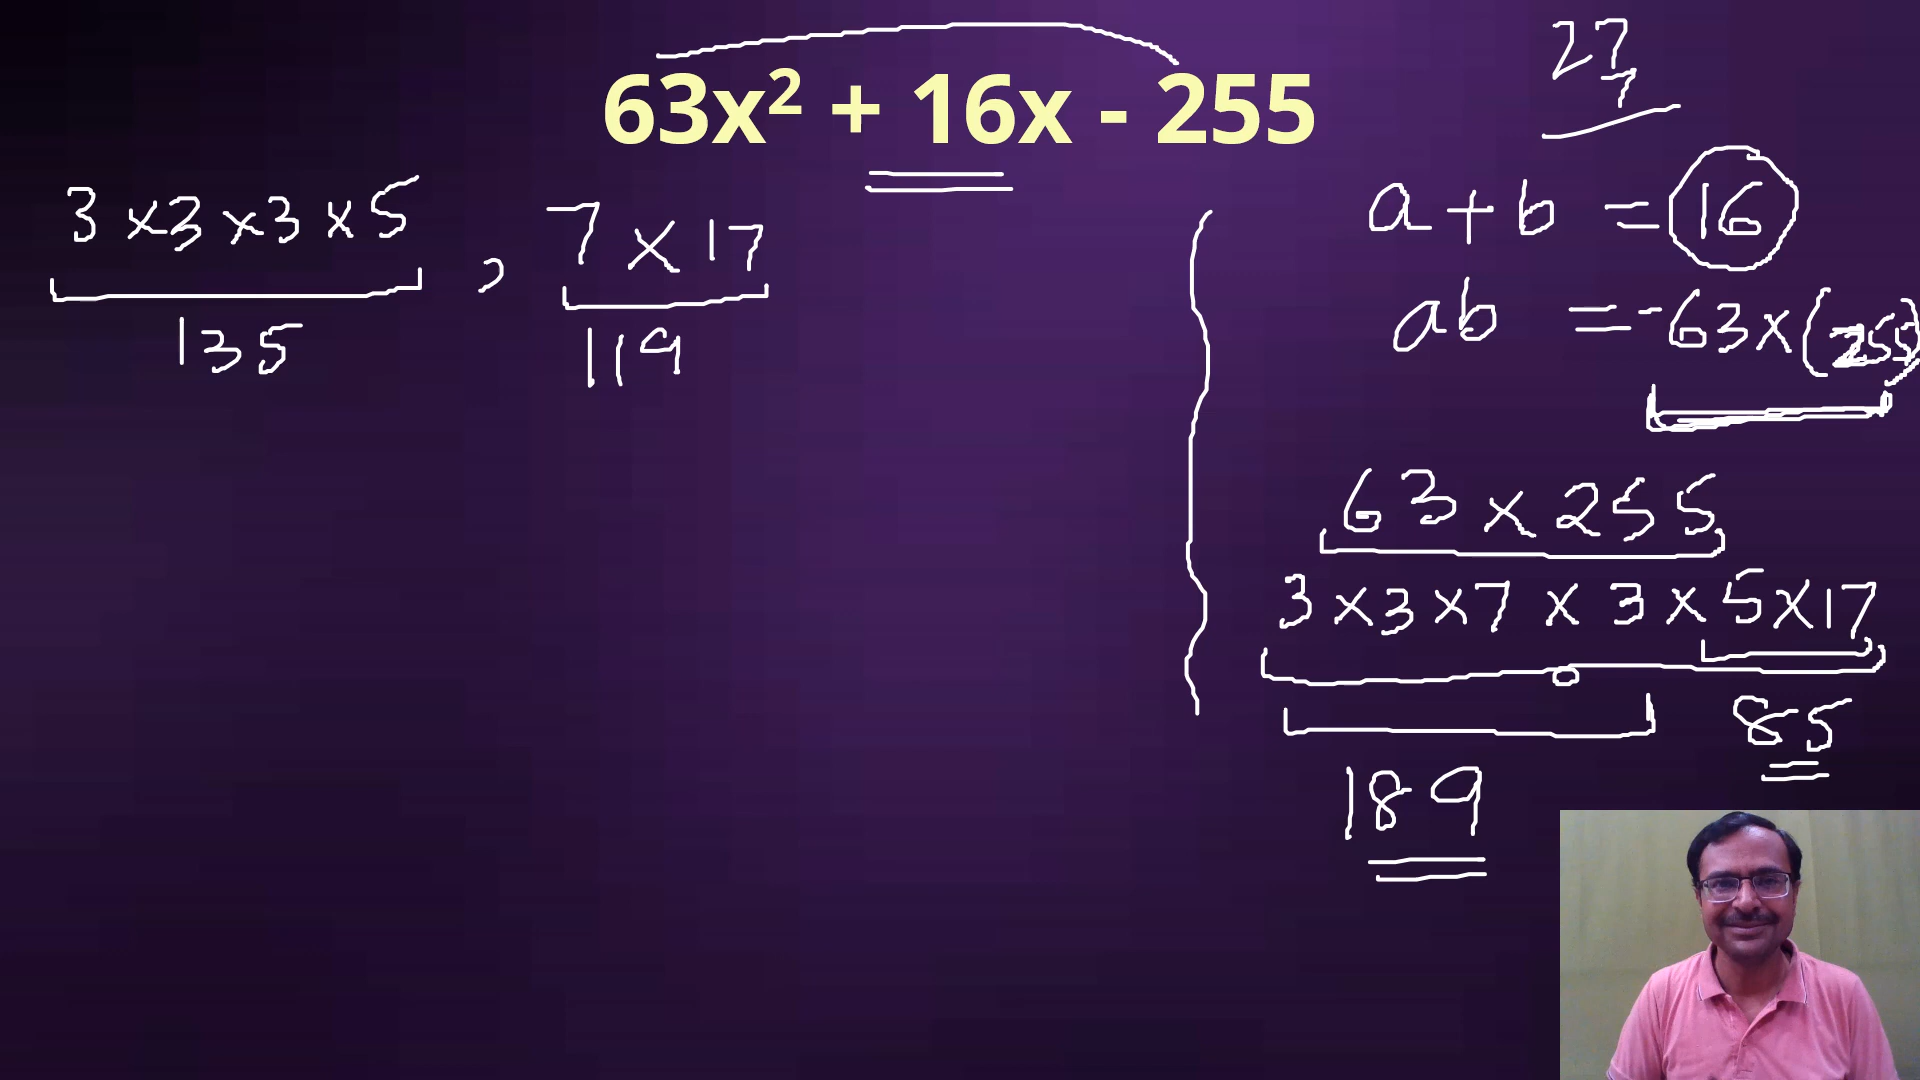 63x² + 16x - 255
27
7
3 x 3 x 3 x 5 , 7 x 17
135
119
a + b = 16
ab = -63 x (255)
63 x 255
3 x 3 x 7 x 3 x 5 x 17
85
189